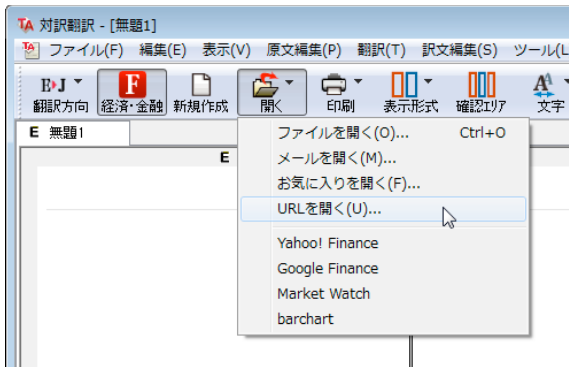 TA 対訳翻訳 - [無題1]
TA ファイル(F) 編集(E) 表示(V) 原文編集(P) 翻訳(T) 訳文編集(S) ツール(L
E▸J F A
翻訳方向 経済・金融 新規作成 開く 印刷 表示形式 確認エリア 文字
E 無題1
E
ファイルを開く(O)... Ctrl+O
メールを開く(M)...
お気に入りを開く(F)...
URLを開く(U)...
Yahoo! Finance
Google Finance
Market Watch
barchart